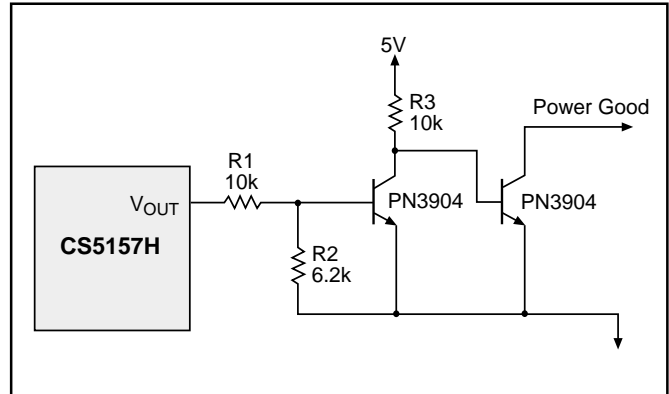 5V
R3
10k
Power Good
R1
10k
VOUT
PN3904
PN3904
CS5157H
R2
6.2k